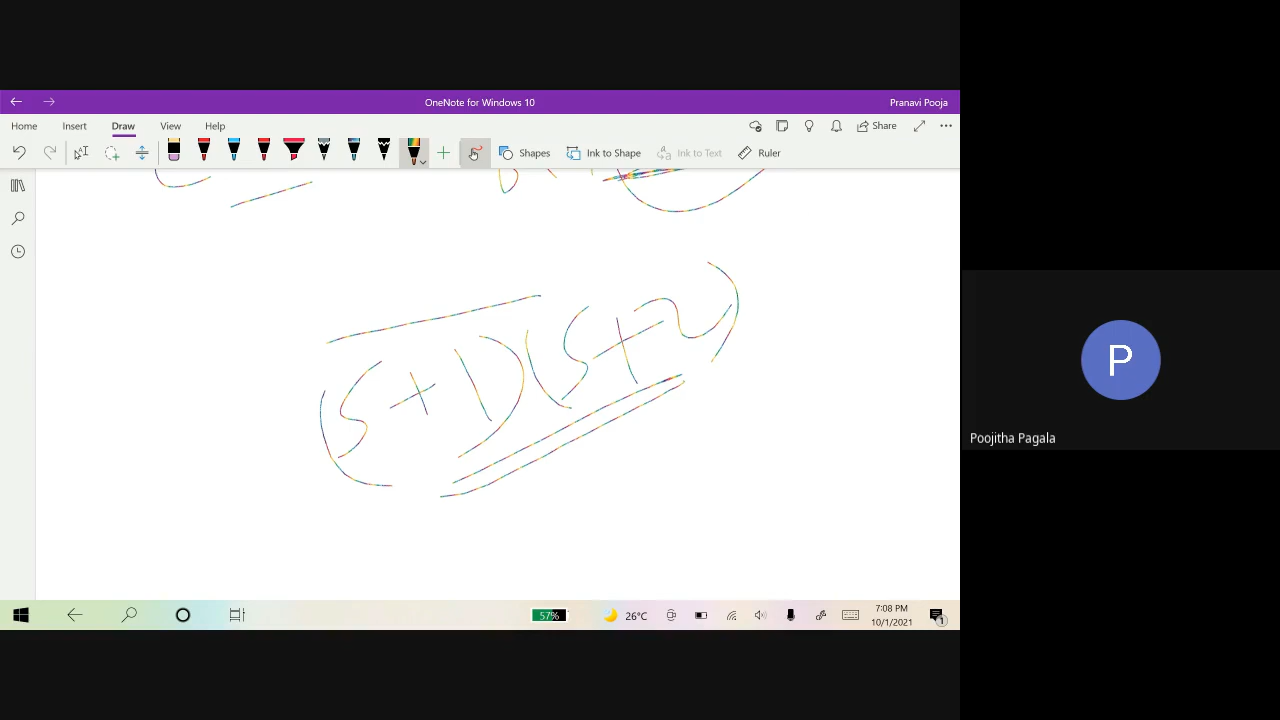 OneNote for Windows 10
Pranavi Pooja
Home Insert Draw View Help
Share
Shapes Ink to Shape Ink to Text Ruler
(S+D(S+2)
P
Poojitha Pagala
57% 26°C 7:08 PM
10/1/2021
1